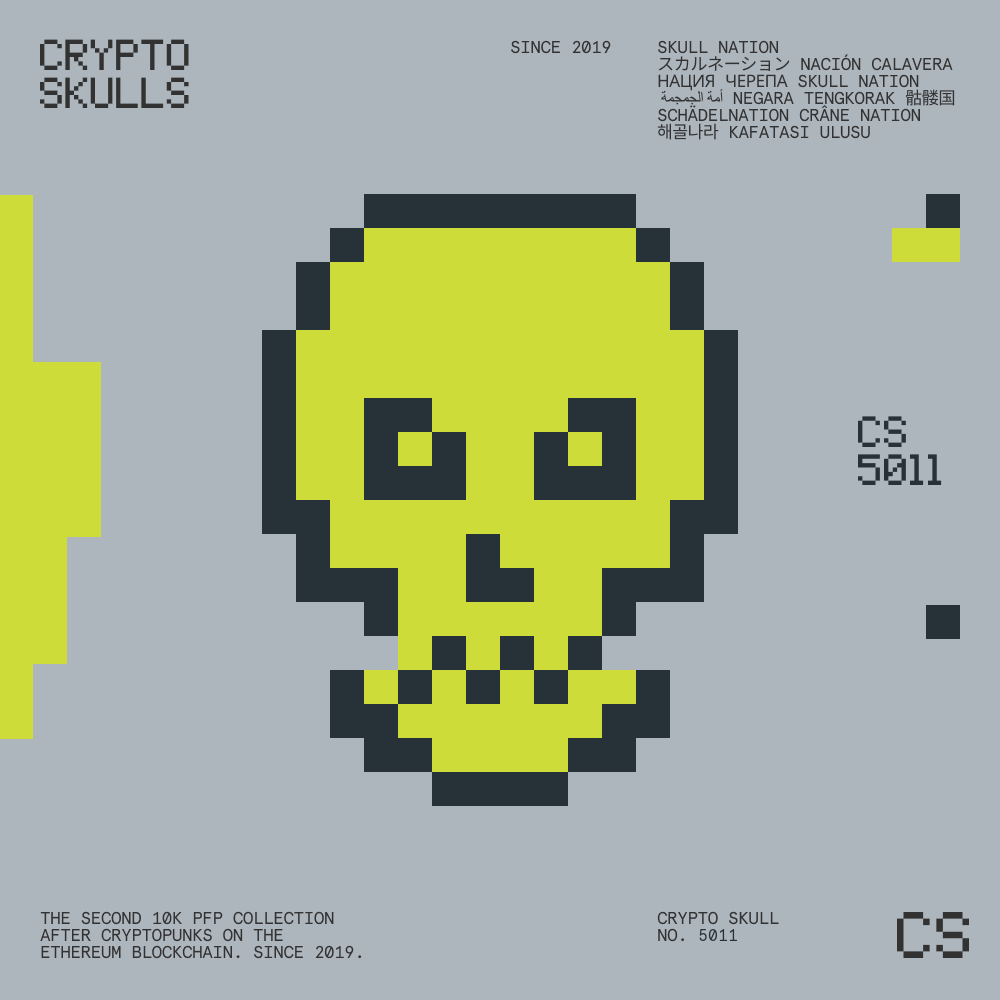 CRYPTO
SKULLS
SINCE 2019
SKULL NATION
スカルネーション NACIÓN CALAVERA
НАЦИЯ ЧЕРЕПА SKULL NATION
أمة الجمجمة NEGARA TENGKORAK 骷髅国
SCHÄDELNATION CRÂNE NATION
해골나라 KAFATASI ULUSU
CS
5011
THE SECOND 10K PFP COLLECTION
AFTER CRYPTOPUNKS ON THE
ETHEREUM BLOCKCHAIN. SINCE 2019.
CRYPTO SKULL
NO. 5011
CS